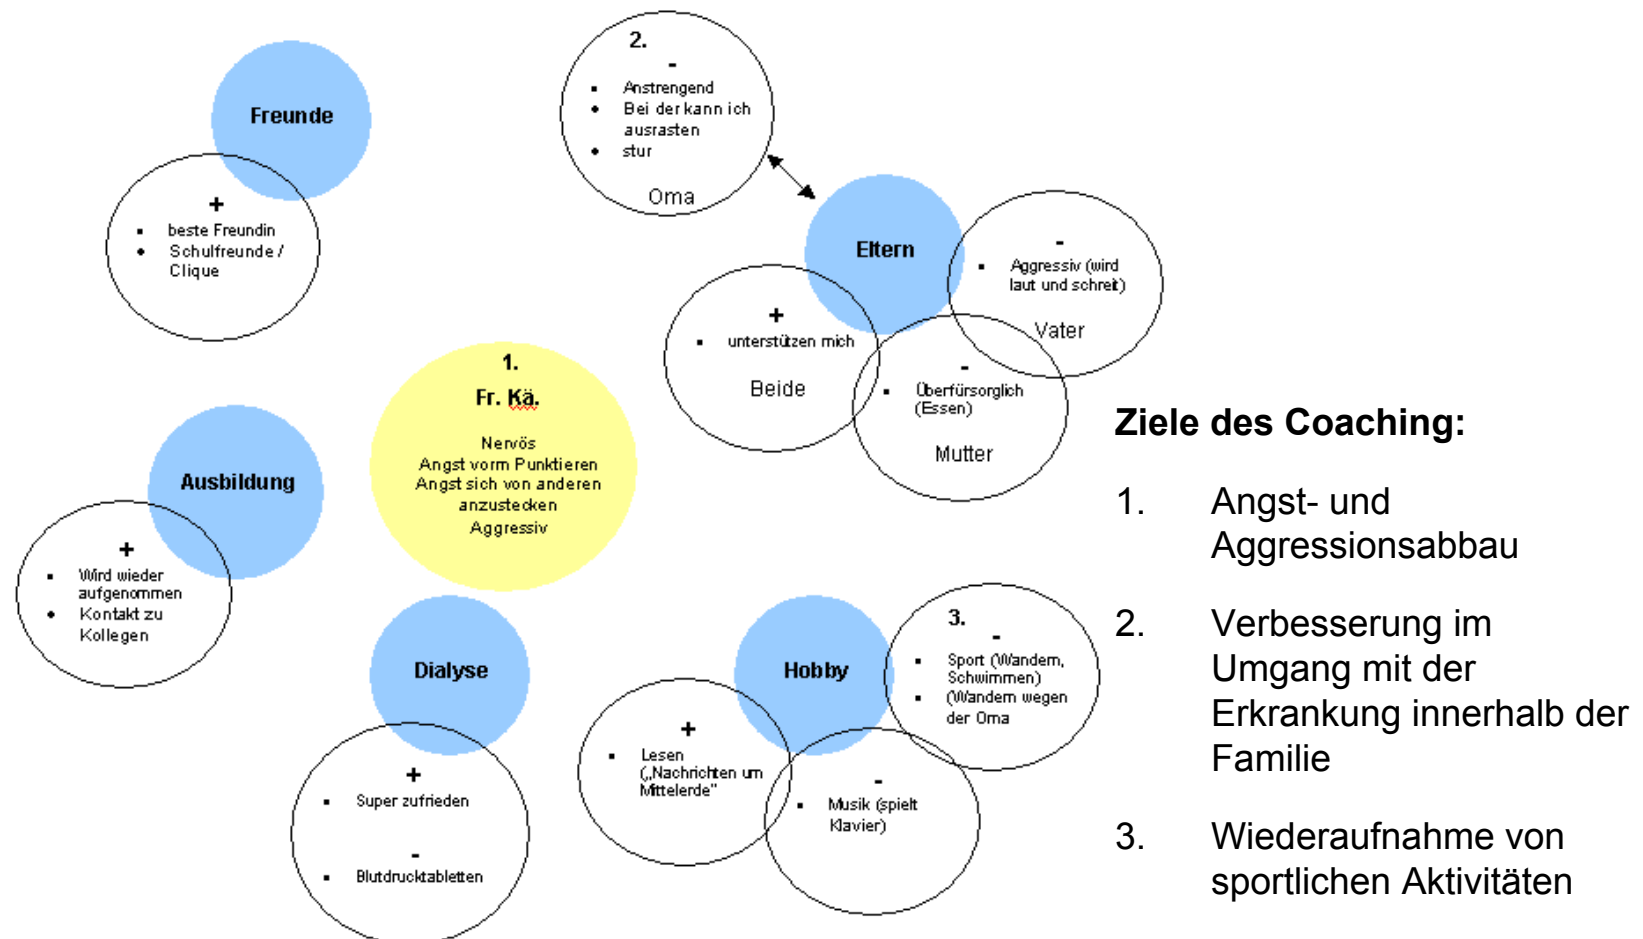 Freunde
+
▪ beste Freundin
• Schulfreunde /
Clique
2.
-
▪ Anstrengend
• Bei der kann ich
ausrasten
• stur
Oma
Eltern
-
▪ Aggressiv (wird
laut und schreit)
Vater
+
▪ unterstützen mich
Beide
-
▪ Überfürsorglich
(Essen)
Mutter
1.
Fr. Kä.
Nervös
Angst vorm Punktieren
Angst sich von anderen
anzustecken
Aggressiv
Ausbildung
+
▪ Wird wieder
aufgenommen
• Kontakt zu
Kollegen
Dialyse
+
▪ Super zufrieden
-
▪ Blutdrucktabletten
Hobby
+
▪ Lesen
(„Nachrichten um
Mittelerde"
-
▪ Musik (spielt
Klavier)
3.
-
▪ Sport (Wandern,
Schwimmen)
▪ (Wandern wegen
der Oma
Ziele des Coaching:
1. Angst- und
Aggressionsabbau
2. Verbesserung im
Umgang mit der
Erkrankung innerhalb der
Familie
3. Wiederaufnahme von
sportlichen Aktivitäten